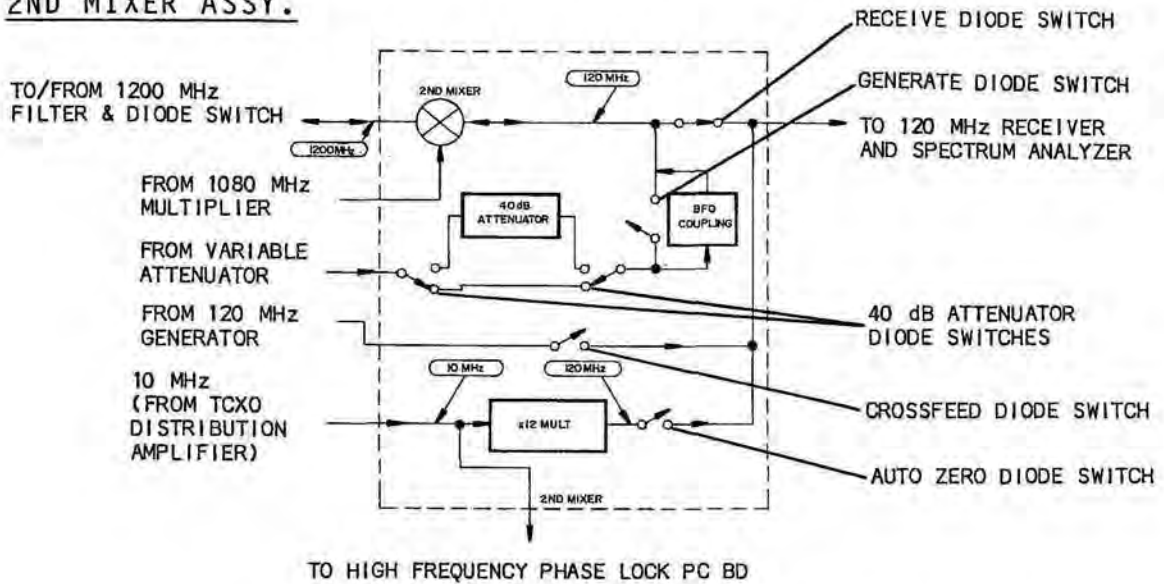 2ND MIXER ASSY.
RECEIVE DIODE SWITCH
GENERATE DIODE SWITCH
TO/FROM 1200 MHz
FILTER & DIODE SWITCH
1200MHz
2ND MIXER
120 MHz
TO 120 MHz RECEIVER
AND SPECTRUM ANALYZER
FROM 1080 MHz
MULTIPLIER
40dB
ATTENUATOR
BFO
COUPLING
FROM VARIABLE
ATTENUATOR
40 dB ATTENUATOR
DIODE SWITCHES
FROM 120 MHz
GENERATOR
10 MHz
(FROM TCXO
DISTRIBUTION
AMPLIFIER)
10 MHz
x12 MULT.
120MHz
CROSSFEED DIODE SWITCH
AUTO ZERO DIODE SWITCH
2ND MIXER
TO HIGH FREQUENCY PHASE LOCK PC BD